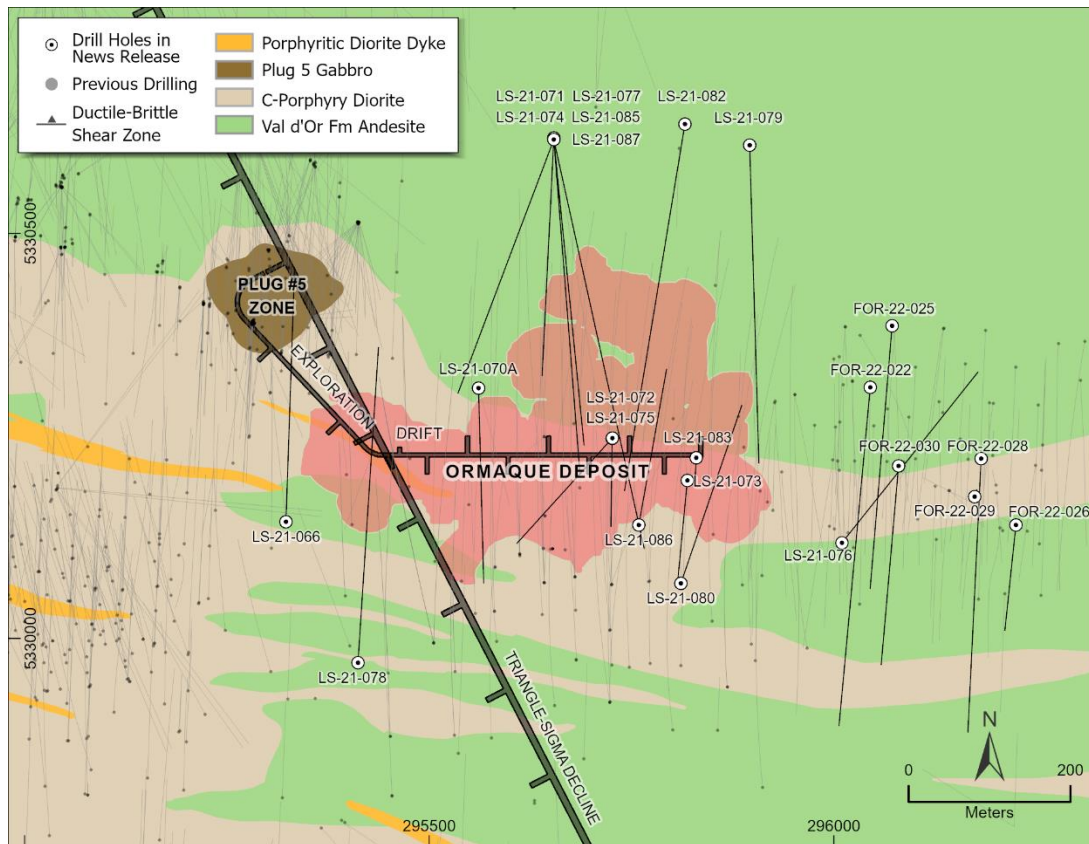 Drill Holes in
News Release
Previous Drilling
Ductile-Brittle
Shear Zone
Porphyritic Diorite Dyke
Plug 5 Gabbro
C-Porphyry Diorite
Val d'Or Fm Andesite
LS-21-071 LS-21-077
LS-21-074 LS-21-085
LS-21-087
LS-21-082
LS-21-079
5330500
PLUG #5
ZONE
FOR-22-025
EXPLORATION
DRIFT
LS-21-070A
FOR-22-022
LS-21-072
LS-21-075
LS-21-083
FOR-22-030
FOR-22-028
ORMAQUE DEPOSIT
LS-21-073
FOR-22-029
FOR-22-026
LS-21-066
LS-21-086
LS-21-076
LS-21-080
5330000
LS-21-078
TRIANGLE-SIGMA DECLINE
N
0 200
Meters
295500
296000